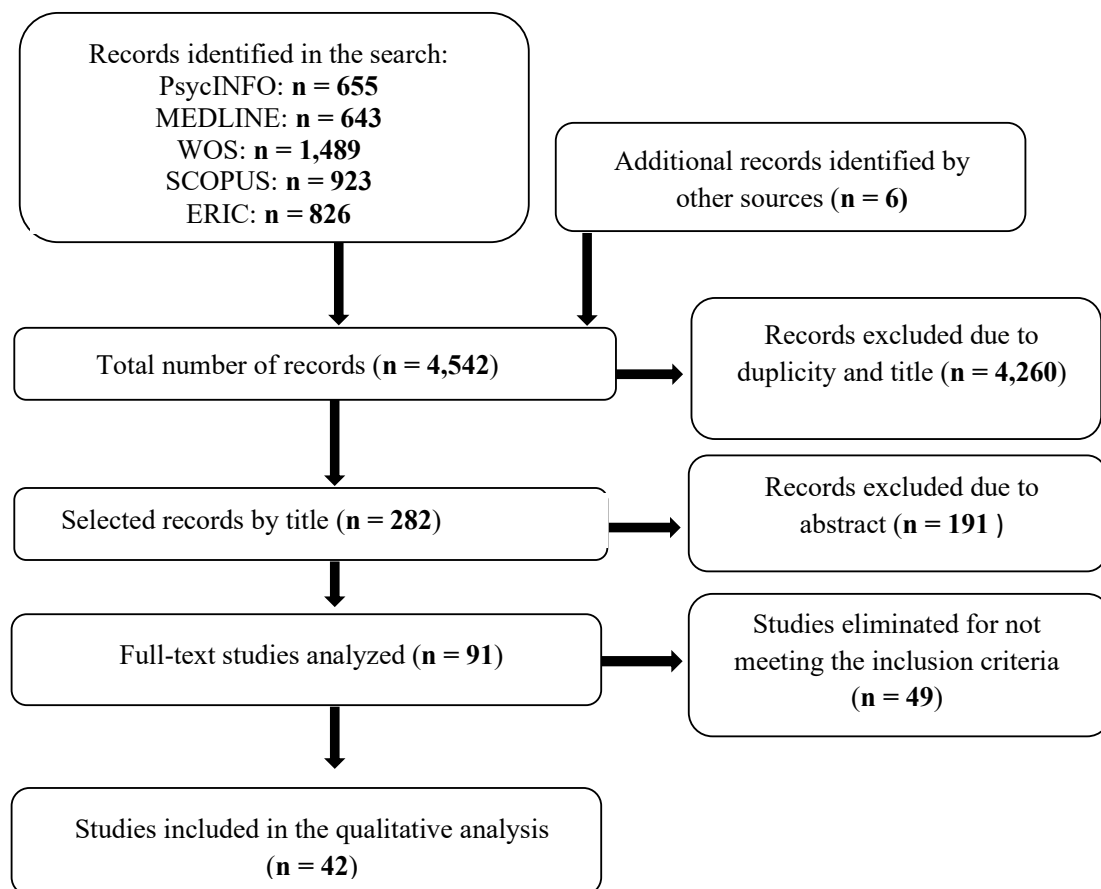 Records identified in the search:
PsycINFO: n = 655
MEDLINE: n = 643
WOS: n = 1,489
SCOPUS: n = 923
ERIC: n = 826
Additional records identified by
other sources (n = 6)
Total number of records (n = 4,542)
Records excluded due to
duplicity and title (n = 4,260)
Selected records by title (n = 282)
Records excluded due to
abstract (n = 191 )
Full-text studies analyzed (n = 91)
Studies eliminated for not
meeting the inclusion criteria
(n = 49)
Studies included in the qualitative analysis
(n = 42)